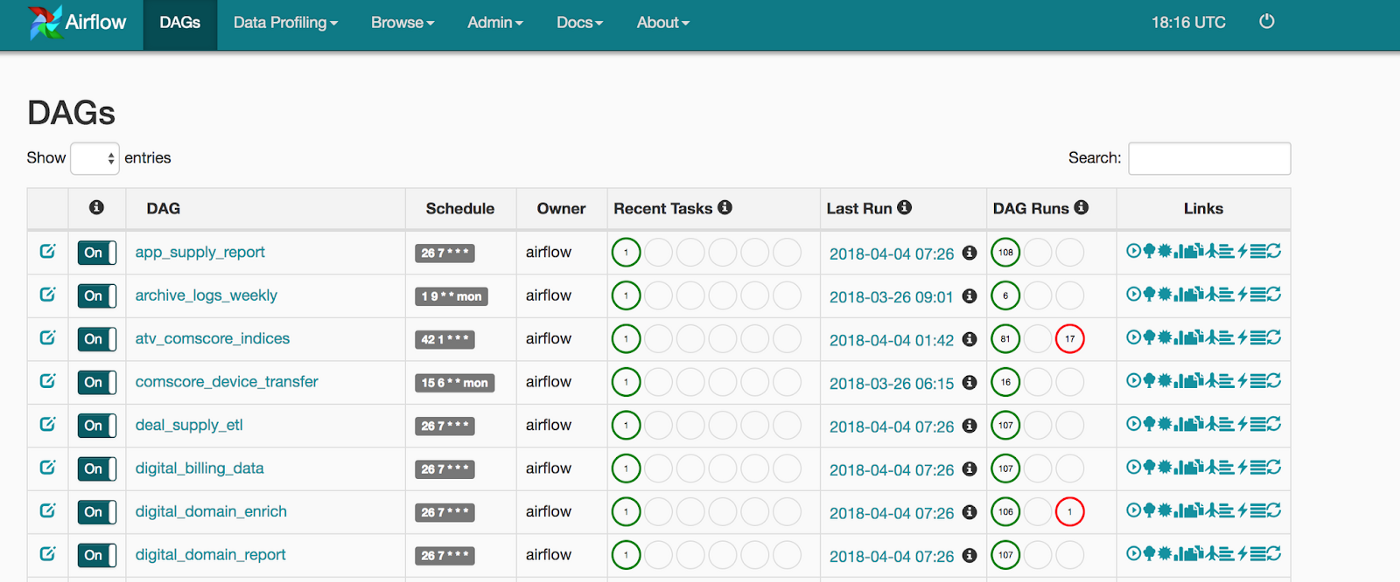 Airflow DAGs Data Profiling Browse Admin Docs About 18:16 UTC
DAGs
Show entries Search:
DAG Schedule Owner Recent Tasks Last Run DAG Runs Links
On app_supply_report 26 7 * * * airflow 1 2018-04-04 07:26 108
On archive_logs_weekly 1 9 * * mon airflow 1 2018-03-26 09:01 6
On atv_comscore_indices 42 1 * * * airflow 1 2018-04-04 01:42 81 17
On comscore_device_transfer 15 6 * * mon airflow 1 2018-03-26 06:15 16
On deal_supply_etl 26 7 * * * airflow 1 2018-04-04 07:26 107
On digital_billing_data 26 7 * * * airflow 1 2018-04-04 07:26 107
On digital_domain_enrich 26 7 * * * airflow 1 2018-04-04 07:26 106 1
On digital_domain_report 26 7 * * * airflow 1 2018-04-04 07:26 107